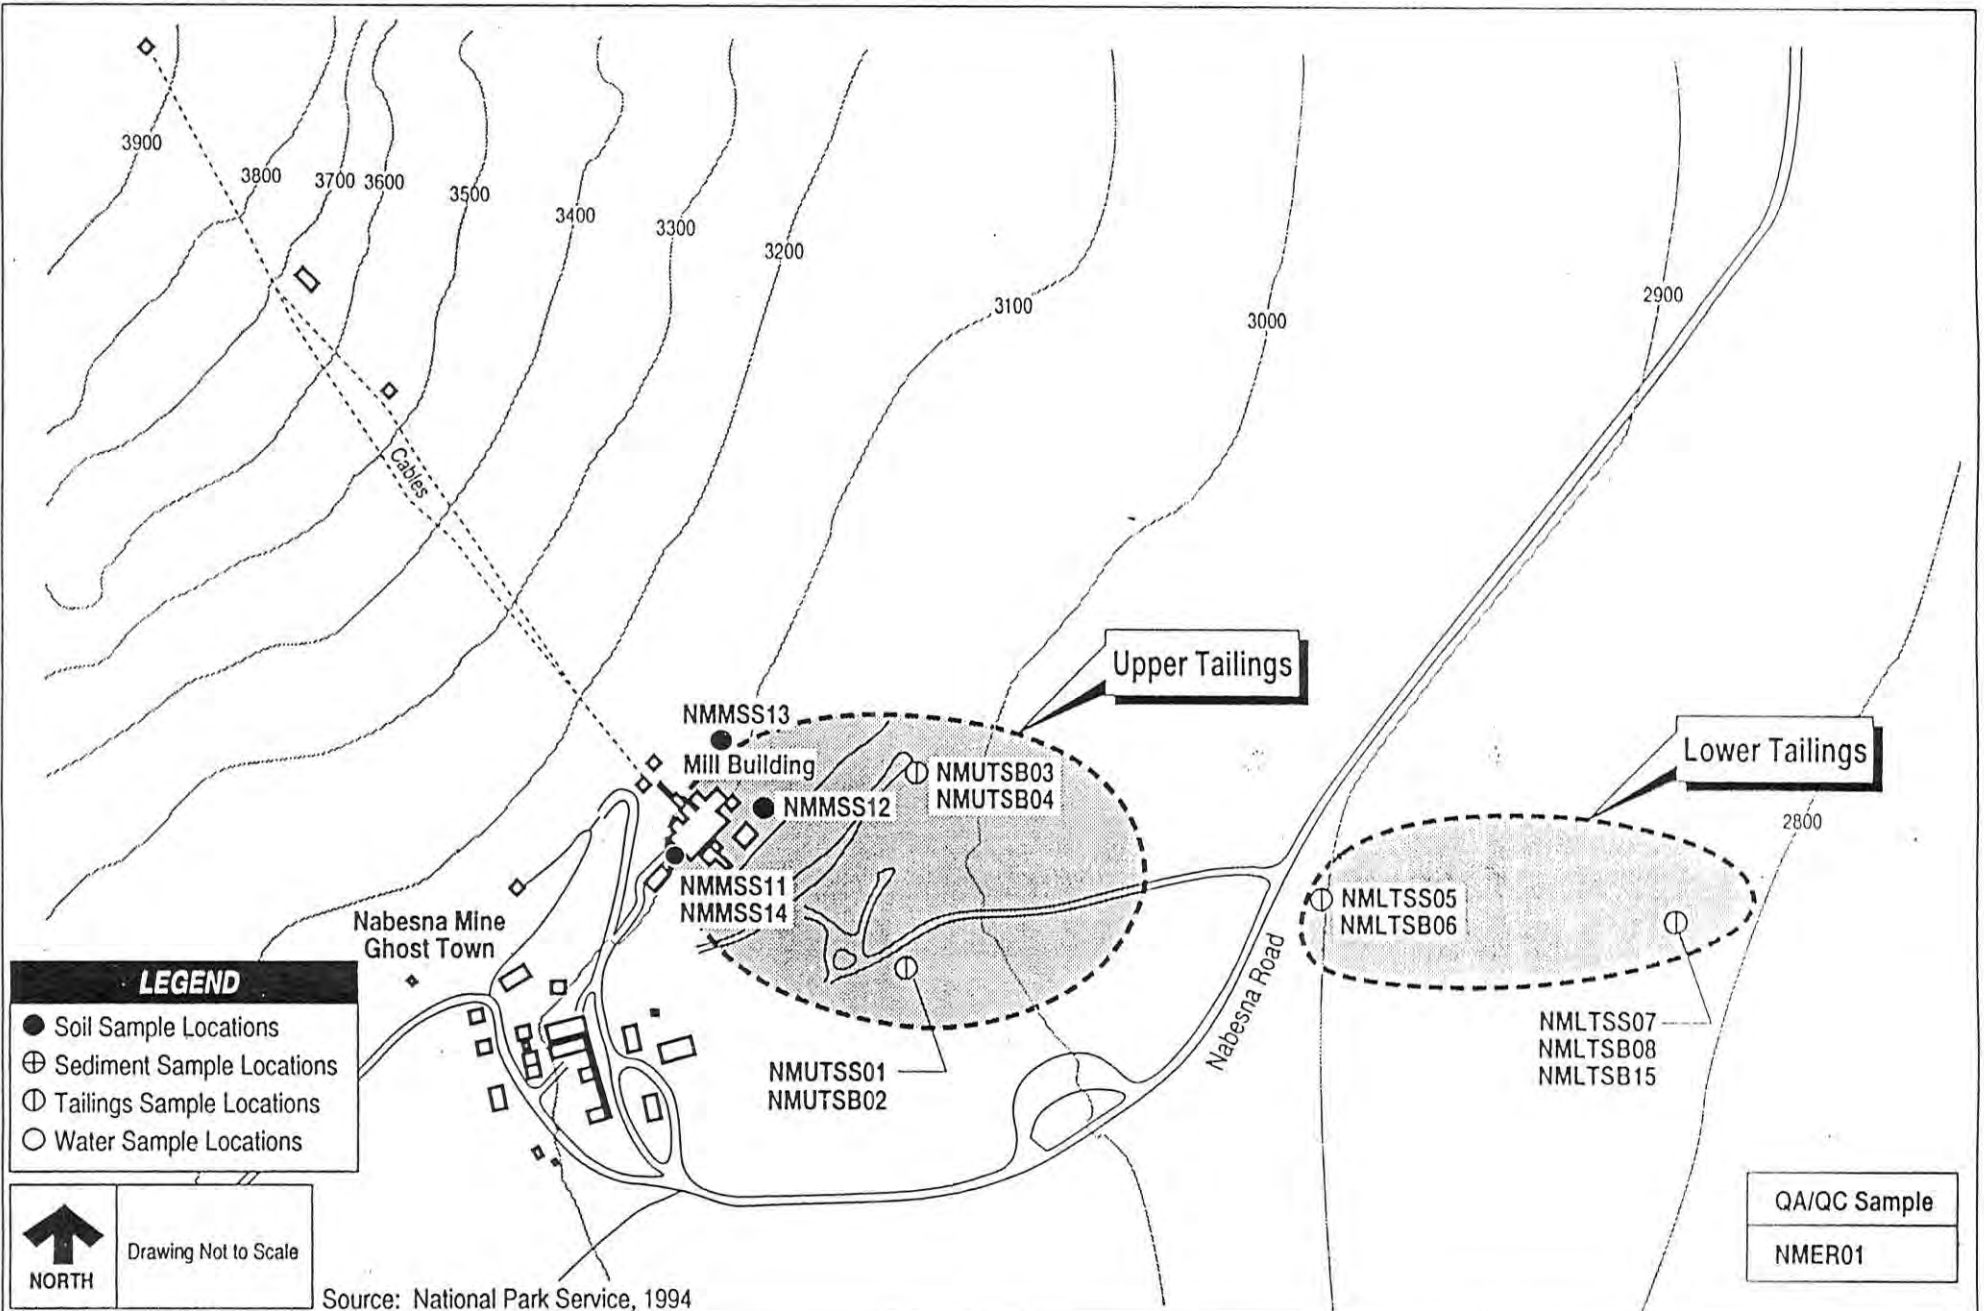 3900
3800
3700
3600
3500
3400
3300
3200
3100
3000
2900
Cables
Upper Tailings
Lower Tailings
2800
NMMSS13
Mill Building
NMUTSB03
NMUTSB04
NMMSS12
NMMSS11
NMMSS14
NMLTSS05
NMLTSB06
Nabesna Mine
Ghost Town
Nabesna Road
NMUTSS01
NMUTSB02
NMLTSS07
NMLTSB08
NMLTSB15
LEGEND
Soil Sample Locations
Sediment Sample Locations
Tailings Sample Locations
Water Sample Locations
NORTH
Drawing Not to Scale
Source: National Park Service, 1994
QA/QC Sample
NMER01